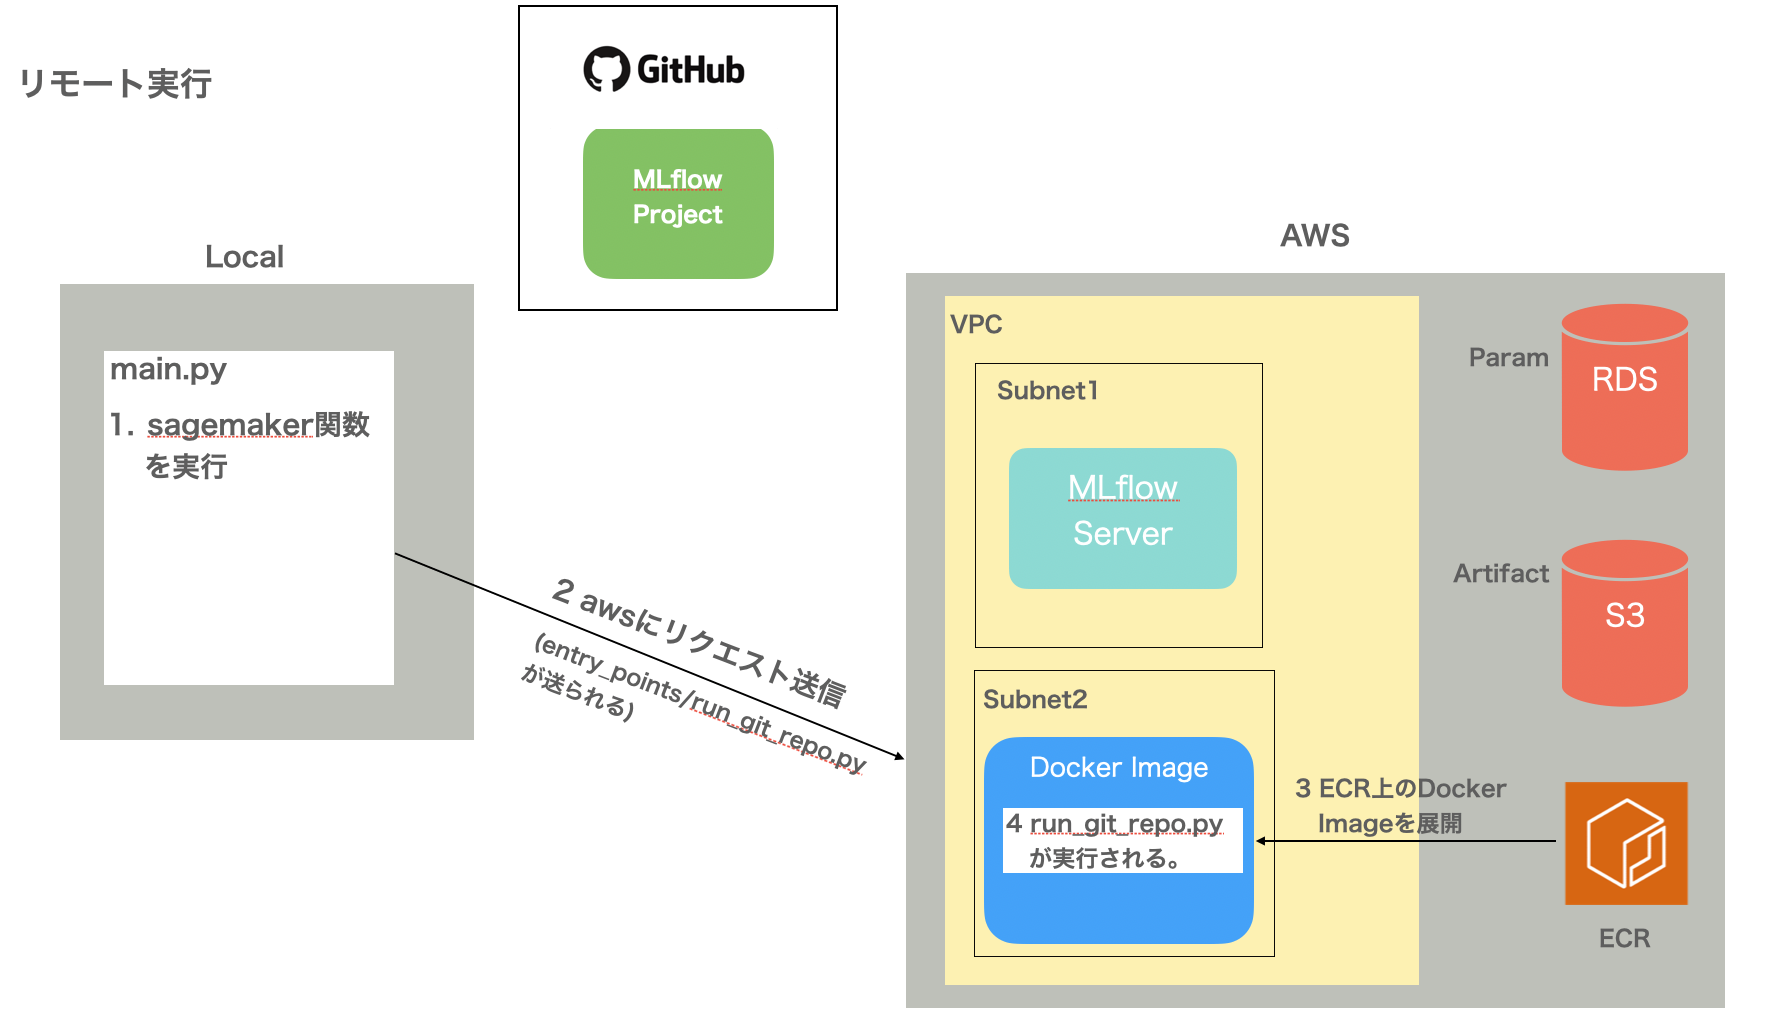 リモート実行
GitHub
MLflow
Project
Local
main.py
1. sagemaker関数
を実行
2 awsにリクエスト送信
(entry_points/run_git_repo.py
が送られる)
AWS
VPC
Subnet1
MLflow
Server
Subnet2
Docker Image
4 run_git_repo.py
が実行される。
3 ECR上のDocker
Imageを展開
Param
RDS
Artifact
S3
ECR